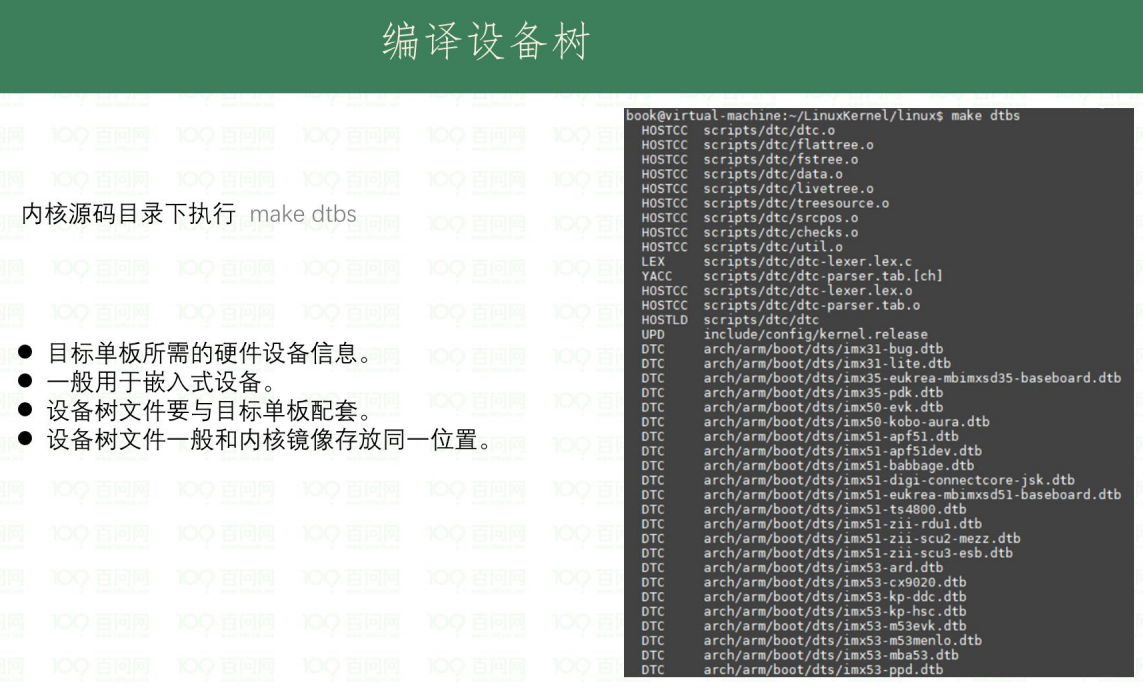 编译设备树
内核源码目录下执行 make dtbs
● 目标单板所需的硬件设备信息。
● 一般用于嵌入式设备。
● 设备树文件要与目标单板配套。
● 设备树文件一般和内核镜像存放同一位置。
book@virtual-machine:~/LinuxKernel/linux$ make dtbs
HOSTCC scripts/dtc/dtc.o
HOSTCC scripts/dtc/flattree.o
HOSTCC scripts/dtc/fstree.o
HOSTCC scripts/dtc/data.o
HOSTCC scripts/dtc/livetree.o
HOSTCC scripts/dtc/treesource.o
HOSTCC scripts/dtc/srcpos.o
HOSTCC scripts/dtc/checks.o
HOSTCC scripts/dtc/util.o
LEX scripts/dtc/dtc-lexer.lex.c
YACC scripts/dtc/dtc-parser.tab.[ch]
HOSTCC scripts/dtc/dtc-lexer.lex.o
HOSTCC scripts/dtc/dtc-parser.tab.o
HOSTLD scripts/dtc/dtc
UPD include/config/kernel.release
DTC arch/arm/boot/dts/imx31-bug.dtb
DTC arch/arm/boot/dts/imx31-lite.dtb
DTC arch/arm/boot/dts/imx35-eukrea-mbimxsd35-baseboard.dtb
DTC arch/arm/boot/dts/imx35-pdk.dtb
DTC arch/arm/boot/dts/imx50-evk.dtb
DTC arch/arm/boot/dts/imx50-kobo-aura.dtb
DTC arch/arm/boot/dts/imx51-apf51.dtb
DTC arch/arm/boot/dts/imx51-apf51dev.dtb
DTC arch/arm/boot/dts/imx51-babbage.dtb
DTC arch/arm/boot/dts/imx51-digi-connectcore-jsk.dtb
DTC arch/arm/boot/dts/imx51-eukrea-mbimxsd51-baseboard.dtb
DTC arch/arm/boot/dts/imx51-ts4800.dtb
DTC arch/arm/boot/dts/imx51-zii-rdu1.dtb
DTC arch/arm/boot/dts/imx51-zii-scu2-mezz.dtb
DTC arch/arm/boot/dts/imx51-zii-scu3-esb.dtb
DTC arch/arm/boot/dts/imx53-ard.dtb
DTC arch/arm/boot/dts/imx53-cx9020.dtb
DTC arch/arm/boot/dts/imx53-kp-ddc.dtb
DTC arch/arm/boot/dts/imx53-kp-hsc.dtb
DTC arch/arm/boot/dts/imx53-m53evk.dtb
DTC arch/arm/boot/dts/imx53-m53menlo.dtb
DTC arch/arm/boot/dts/imx53-mba53.dtb
DTC arch/arm/boot/dts/imx53-ppd.dtb